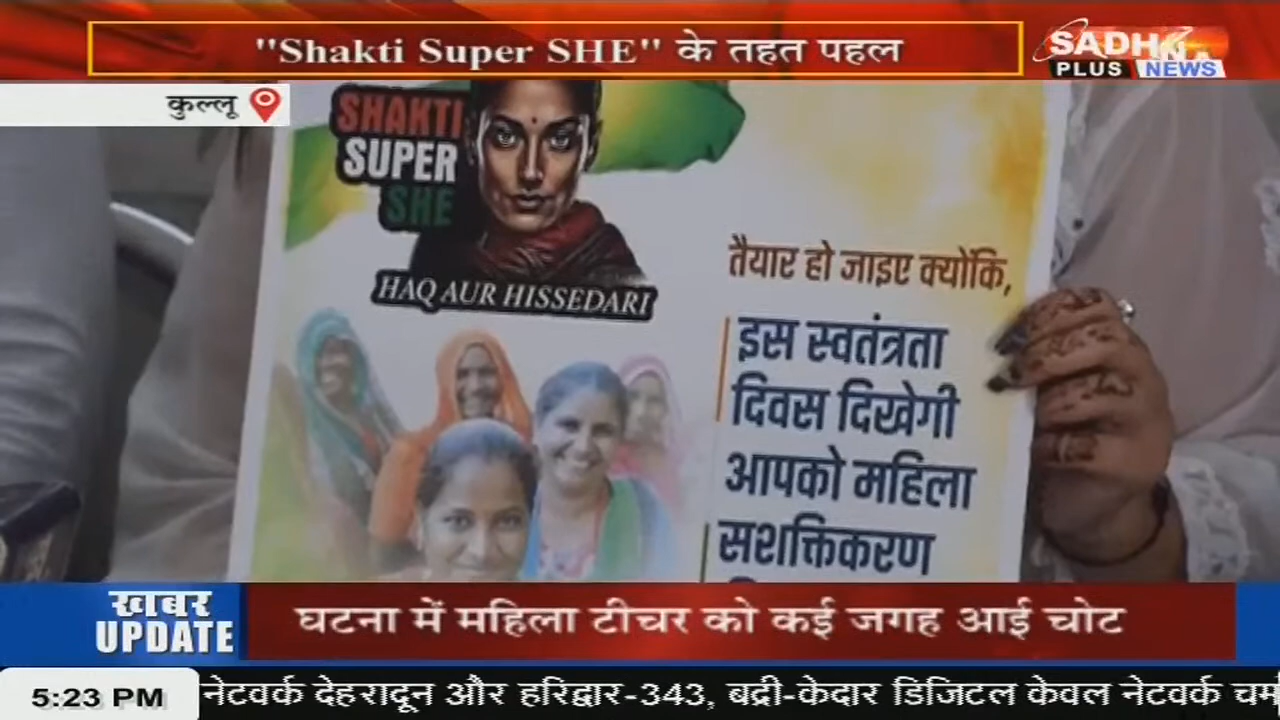 "Shakti Super SHE" के तहत पहल
SADHNA
PLUS NEWS
कुल्लू
SHAKTI
SUPER
SHE
HAQ AUR HISSEDARI
तैयार हो जाइए क्योंकि,
इस स्वतंत्रता
दिवस दिखेगी
आपको महिला
सशक्तिकरण
खबर
UPDATE
घटना में महिला टीचर को कई जगह आई चोट
5:23 PM
नेटवर्क देहरादून और हरिद्वार-343, बद्री-केदार डिजिटल केवल नेटवर्क